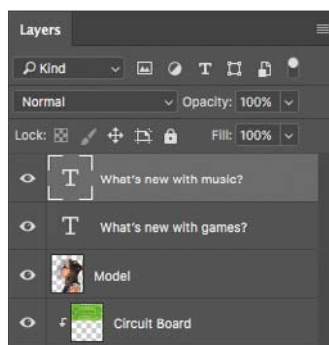 Layers
Kind
Normal Opacity: 100%
Lock: Fill: 100%
T What's new with music?
T What's new with games?
Model
Circuit Board